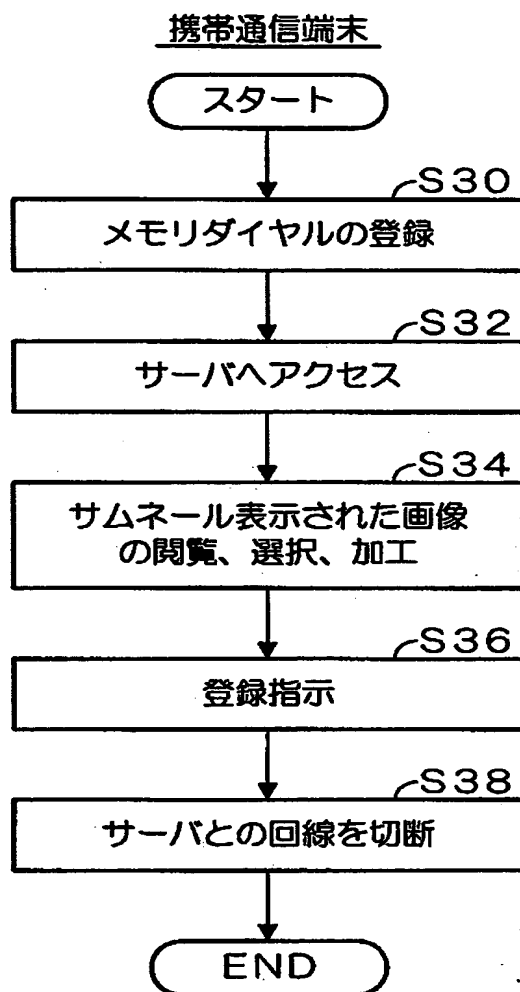 携帯通信端末
スタート
S30
メモリダイヤルの登録
S32
サーバへアクセス
S34
サムネール表示された画像
の閲覧、選択、加工
S36
登録指示
S38
サーバとの回線を切断
END